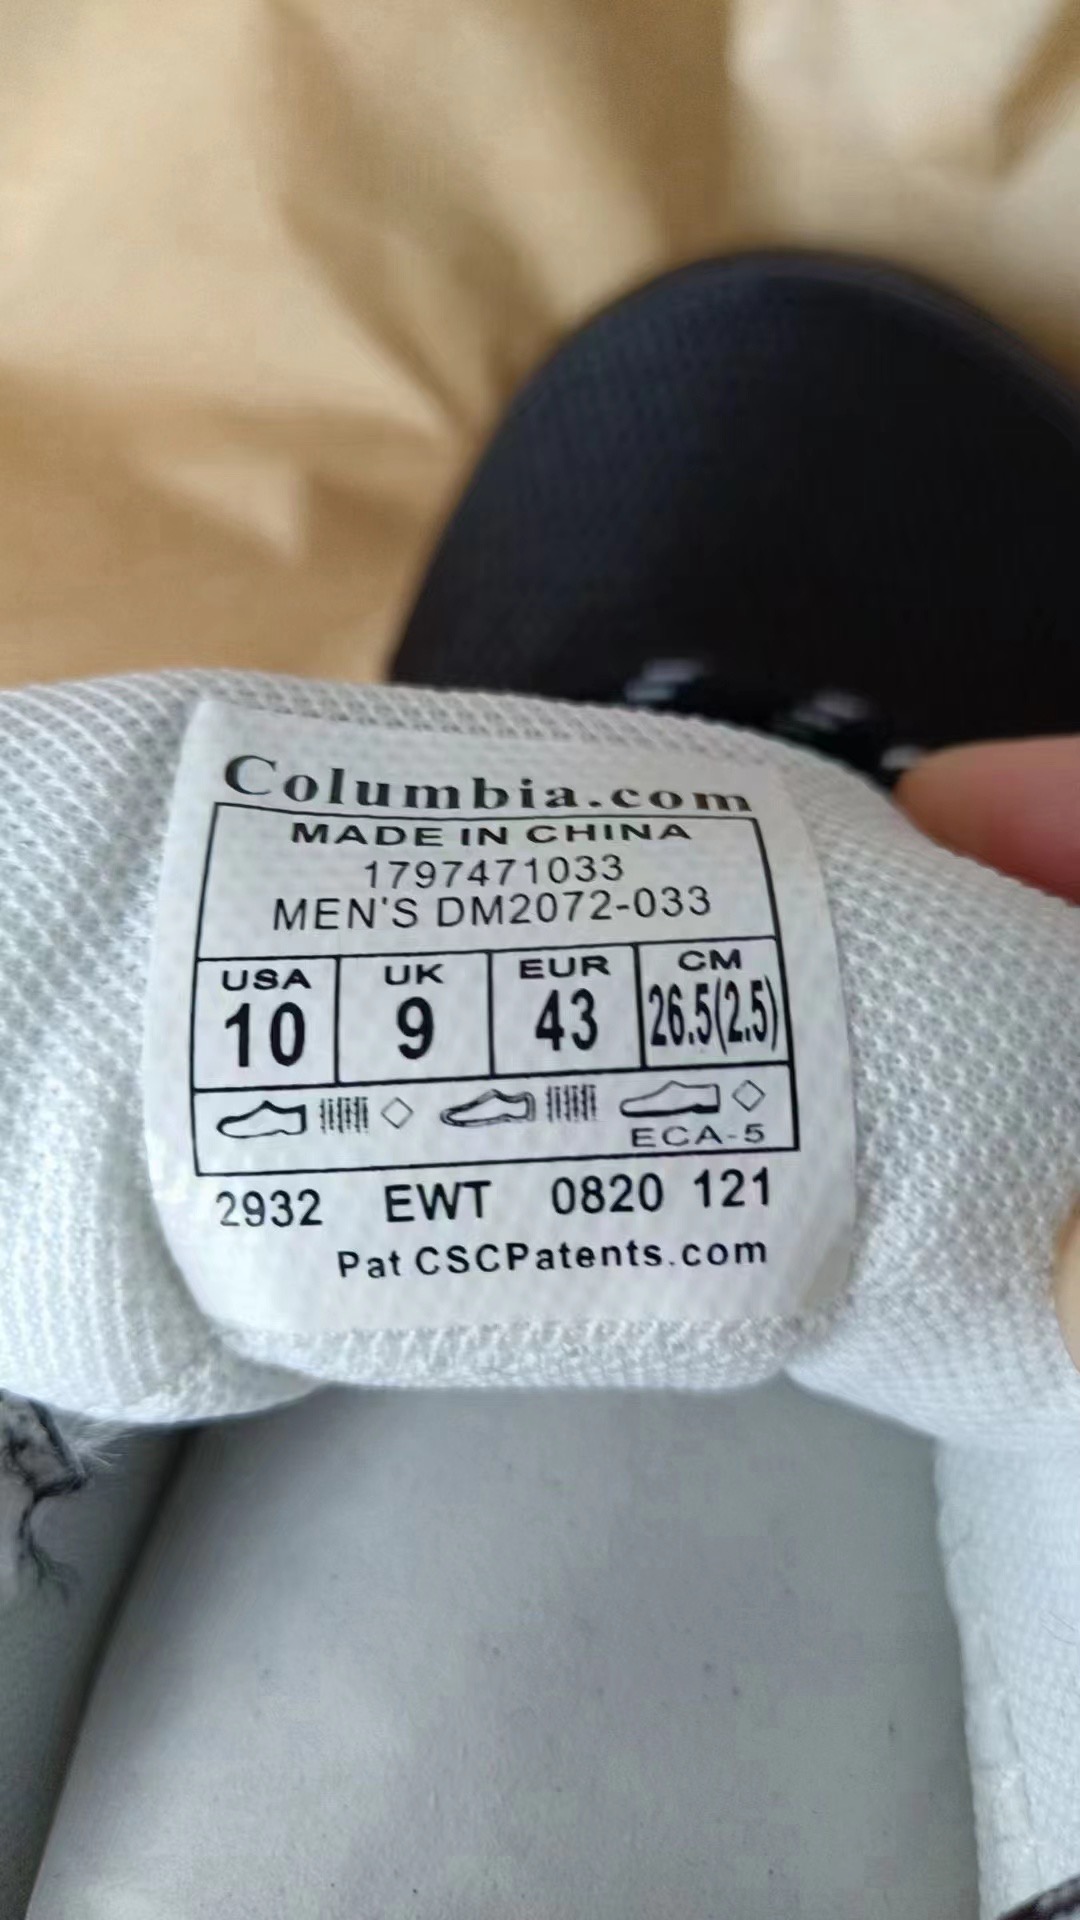 Columbia.com
MADE IN CHINA
1797471033
MEN'S DM2072-033
USA UK EUR CM
10 9 43 26.5(2.5)
ECA-5
2932 EWT 0820 121
Pat CSCPatents.com